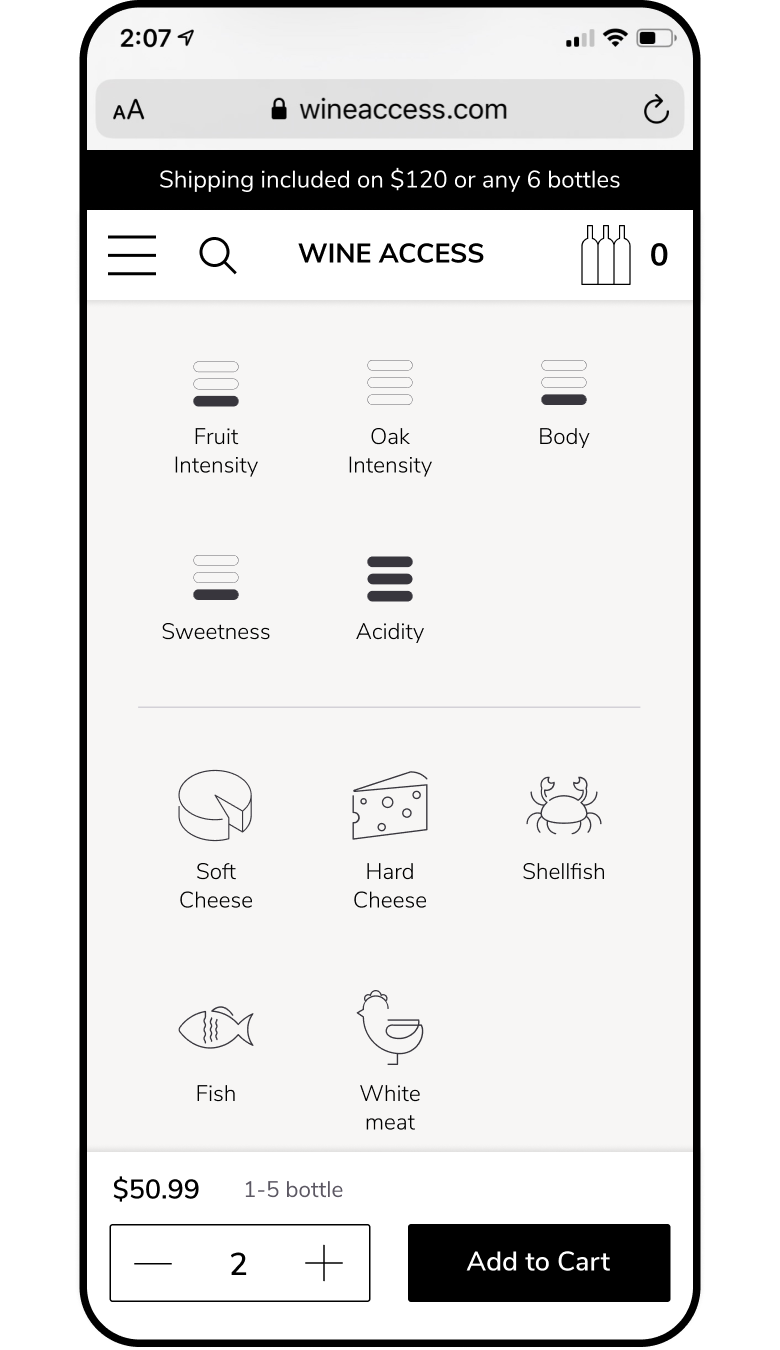 2:07
AA
wineaccess.com
Shipping included on $120 or any 6 bottles
WINE ACCESS
0
Fruit
Intensity
Oak
Intensity
Body
Sweetness
Acidity
Soft
Cheese
Hard
Cheese
Shellfish
Fish
White
meat
$50.99
1-5 bottle
2
Add to Cart